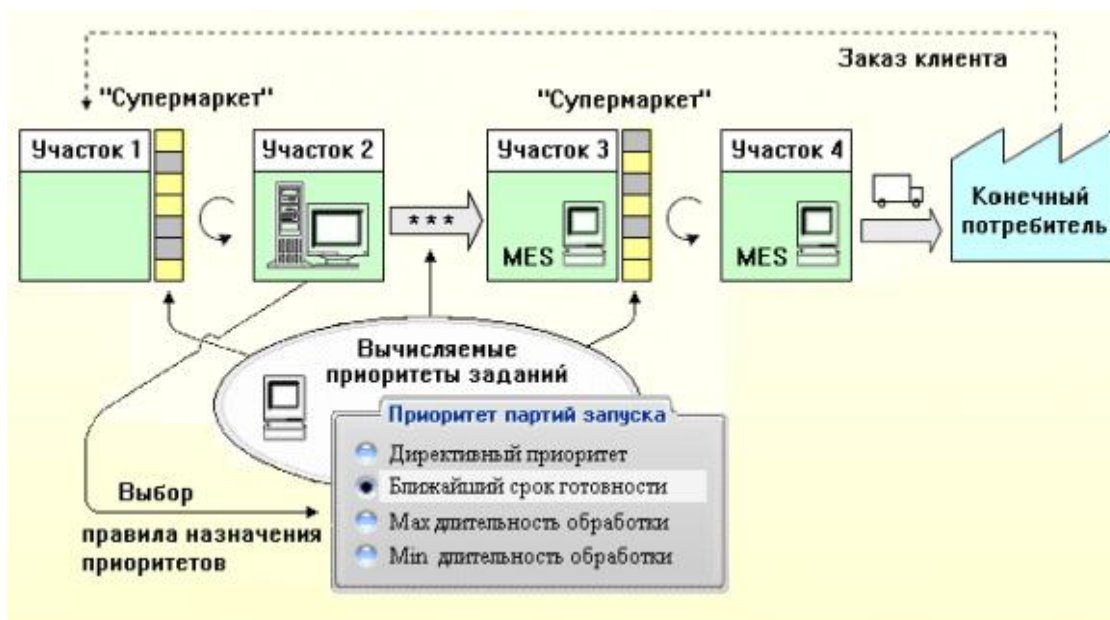 Заказ клиента
"Супермаркет"
"Супермаркет"
Участок 1
Участок 2
Участок 3
Участок 4
Конечный
потребитель
* * *
MES
MES
Вычисляемые
приоритеты заданий
Приоритет партий запуска
Директивный приоритет
Ближайший срок готовности
Max длительность обработки
Min длительность обработки
Выбор
правила назначения
приоритетов